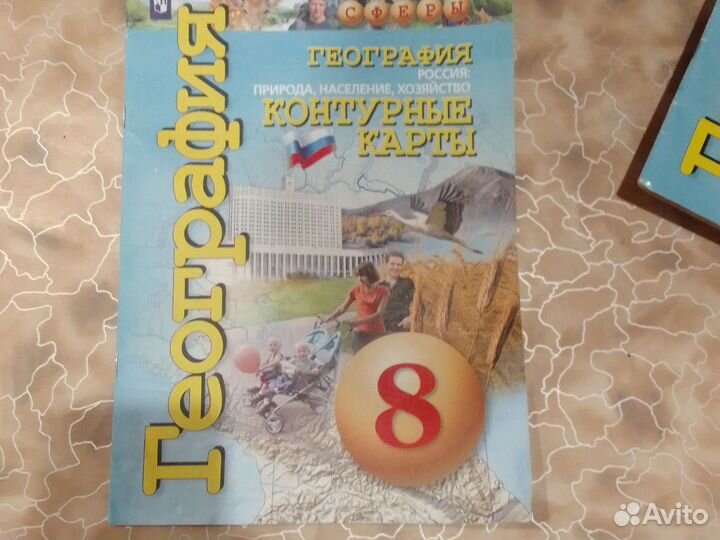 СФЕРЫ
ГЕОГРАФИЯ
РОССИЯ:
ПРИРОДА, НАСЕЛЕНИЕ, ХОЗЯЙСТВО
КОНТУРНЫЕ
КАРТЫ
География
8
Avito